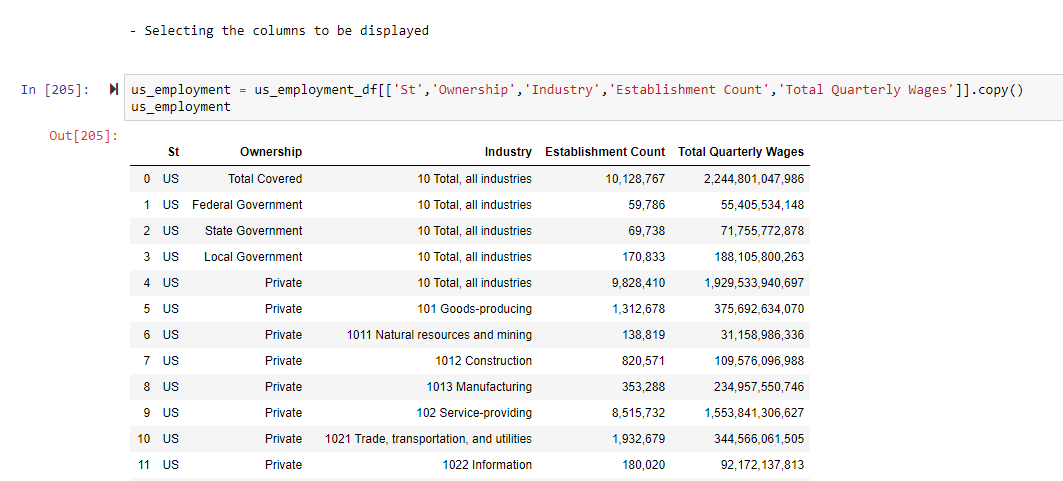 - Selecting the columns to be displayed
In [205]: us_employment = us_employment_df[['St','Ownership','Industry','Establishment Count','Total Quarterly Wages']].copy()
us_employment
Out[205]:
St Ownership Industry Establishment Count Total Quarterly Wages
0 US Total Covered 10 Total, all industries 10,128,767 2,244,801,047,986
1 US Federal Government 10 Total, all industries 59,786 55,405,534,148
2 US State Government 10 Total, all industries 69,738 71,755,772,878
3 US Local Government 10 Total, all industries 170,833 188,105,800,263
4 US Private 10 Total, all industries 9,828,410 1,929,533,940,697
5 US Private 101 Goods-producing 1,312,678 375,692,634,070
6 US Private 1011 Natural resources and mining 138,819 31,158,986,336
7 US Private 1012 Construction 820,571 109,576,096,988
8 US Private 1013 Manufacturing 353,288 234,957,550,746
9 US Private 102 Service-providing 8,515,732 1,553,841,306,627
10 US Private 1021 Trade, transportation, and utilities 1,932,679 344,566,061,505
11 US Private 1022 Information 180,020 92,172,137,813